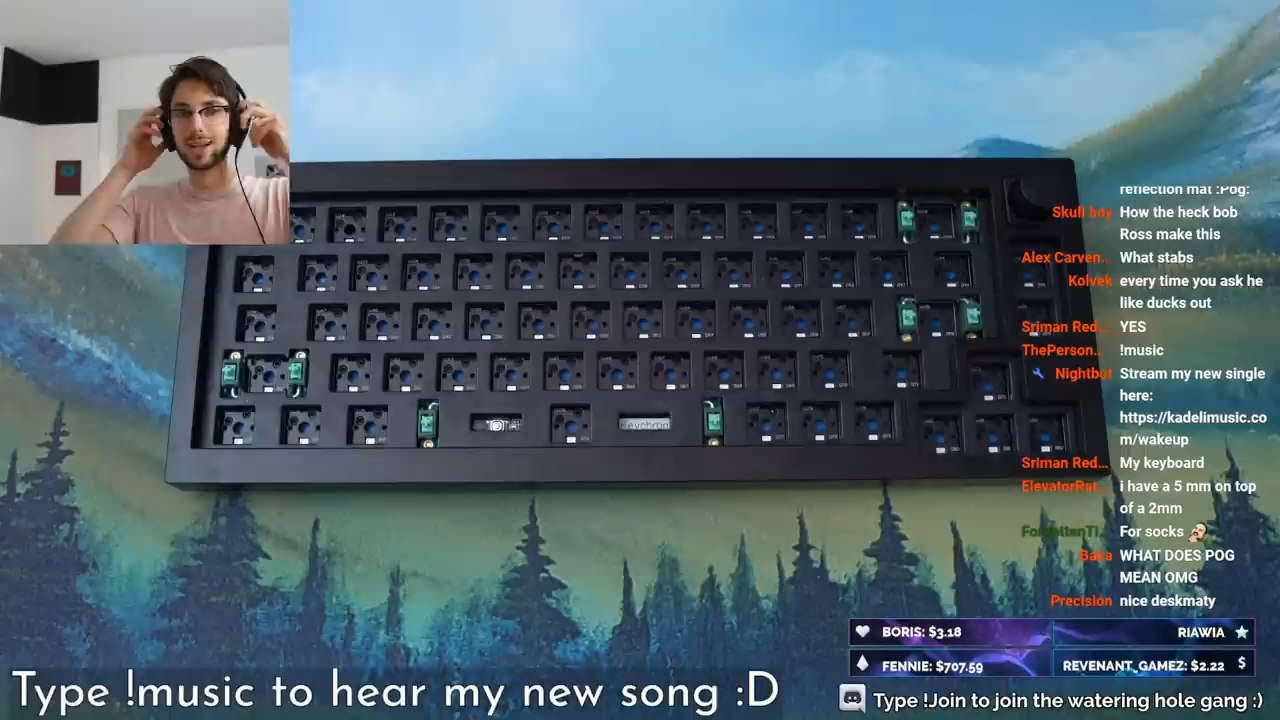 reflection mat :Pog:
Skull boy How the heck bob
Ross make this
Alex Carven... What stabs
Kolvek every time you ask he
like ducks out
Sriman Red... YES
ThePerson... !music
Nightbot Stream my new single
here:
https://kadelimusic.co
m/wakeup
Sriman Red... My keyboard
ElevatorRat... i have a 5 mm on top
of a 2mm
For socks
Baka WHAT DOES POG
MEAN OMG
Precision nice deskmaty
Keychron
BORIS: $3.18 RIAWIA
FENNIE: $707.59 REVENANT_GAMEZ: $2.22 $
Type !music to hear my new song :D
Type !Join to join the watering hole gang :)